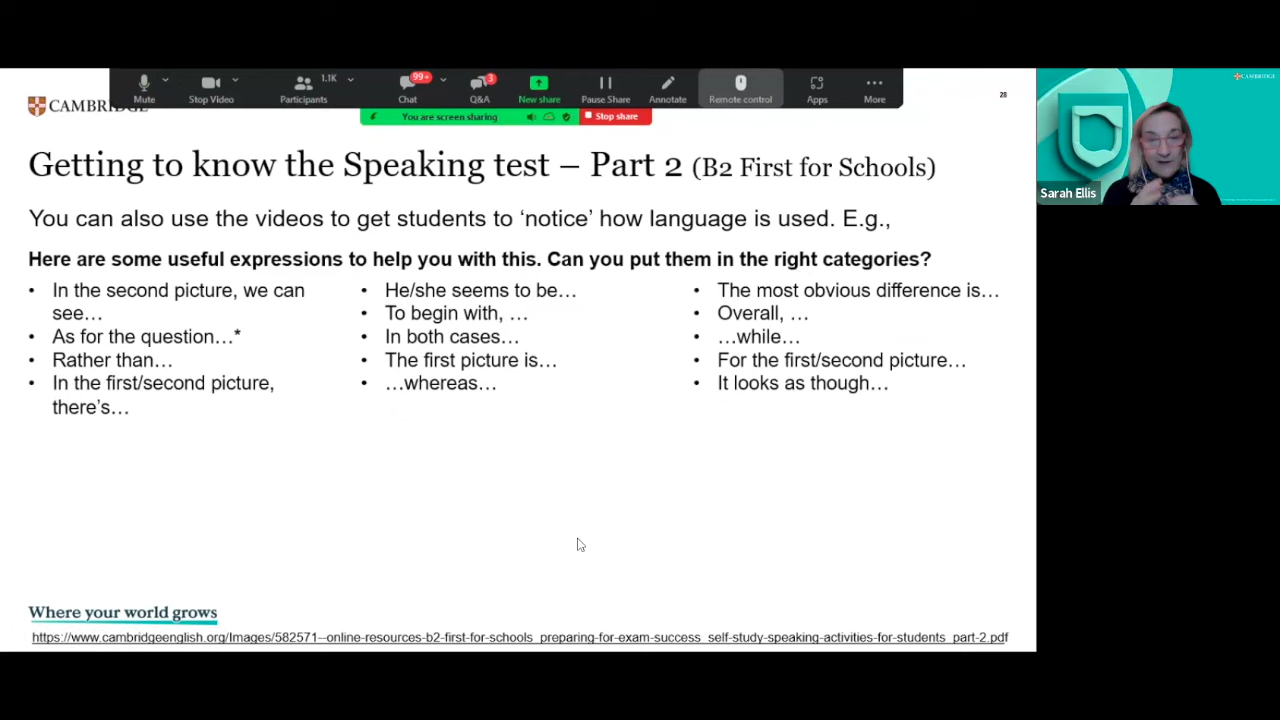 1.1K
99+
3
Mute
Stop Video
Participants
Chat
Q&A
New share
Pause Share
Annotate
Remote control
Apps
More
You are screen sharing
Stop share
CAMBRIDGE
28
CAMBRIDGE
Sarah Ellis
Getting to know the Speaking test – Part 2 (B2 First for Schools)
You can also use the videos to get students to ‘notice’ how language is used. E.g.,
Here are some useful expressions to help you with this. Can you put them in the right categories?
• In the second picture, we can
see…
• As for the question…*
• Rather than…
• In the first/second picture,
there’s…
• He/she seems to be…
• To begin with, …
• In both cases…
• The first picture is…
• …whereas…
• The most obvious difference is…
• Overall, …
• …while…
• For the first/second picture…
• It looks as though…
Where your world grows
https://www.cambridgeenglish.org/Images/582571--online-resources-b2-first-for-schools_preparing-for-exam-success_self-study-speaking-activities-for-students_part-2.pdf